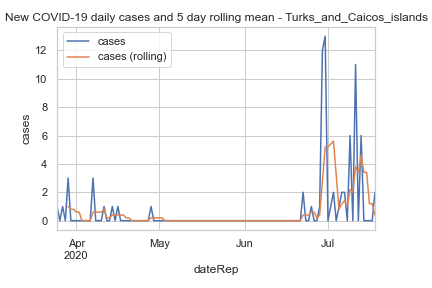 New COVID-19 daily cases and 5 day rolling mean - Turks_and_Caicos_islands
cases
cases (rolling)
12
10
8
6
4
2
0
cases
Apr
2020
May
Jun
Jul
dateRep